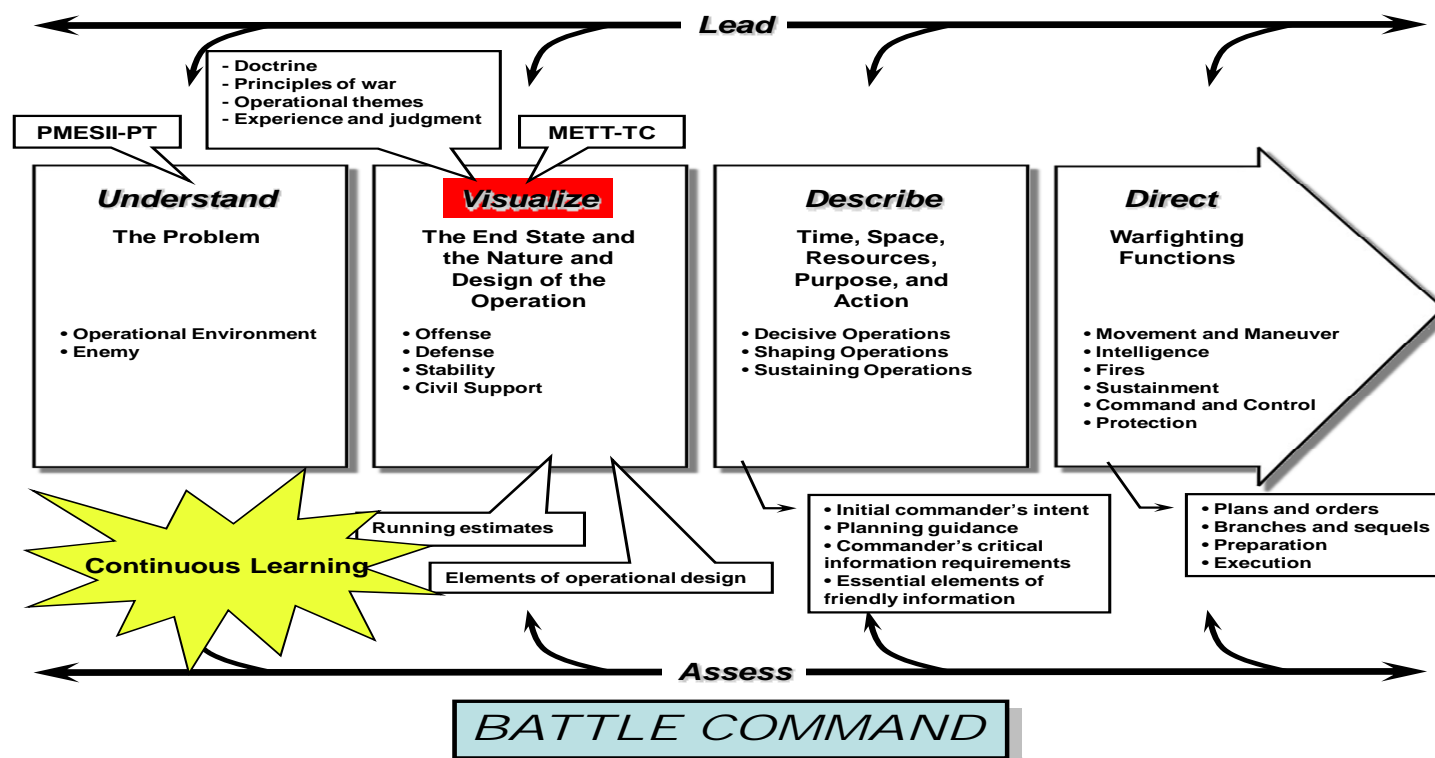 Lead
- Doctrine
- Principles of war
- Operational themes
- Experience and judgment
PMESII-PT
METT-TC
Understand
The Problem
• Operational Environment
• Enemy
Visualize
The End State and
the Nature and
Design of the
Operation
• Offense
• Defense
• Stability
• Civil Support
Describe
Time, Space,
Resources,
Purpose, and
Action
• Decisive Operations
• Shaping Operations
• Sustaining Operations
Direct
Warfighting
Functions
• Movement and Maneuver
• Intelligence
• Fires
• Sustainment
• Command and Control
• Protection
Continuous Learning
Running estimates
Elements of operational design
• Initial commander’s intent
• Planning guidance
• Commander’s critical
information requirements
• Essential elements of
friendly information
• Plans and orders
• Branches and sequels
• Preparation
• Execution
Assess
BATTLE COMMAND